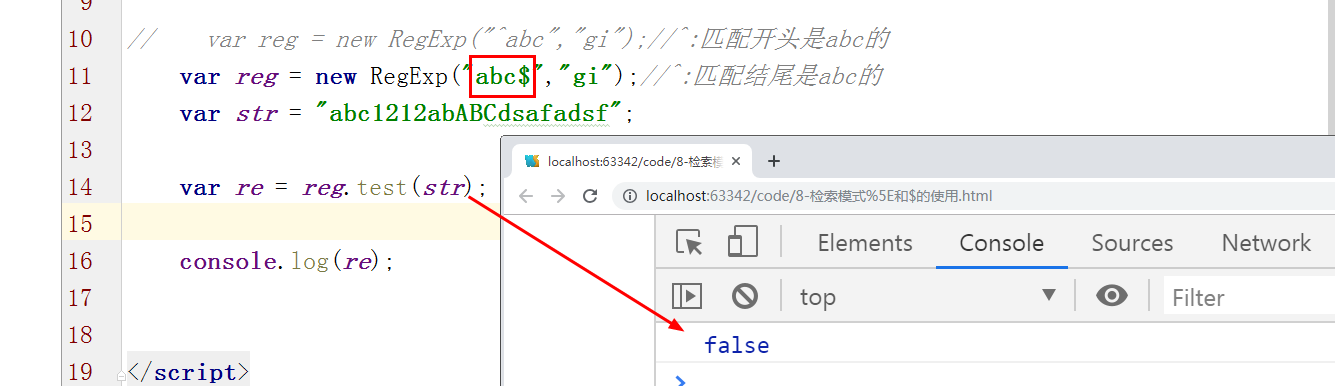 9
10 // var reg = new RegExp("^abc","gi");//^:匹配开头是abc的
11 var reg = new RegExp("abc$","gi");//^:匹配结尾是abc的
12 var str = "abc1212abABCdsafadsf";
13
14 var re = reg.test(str);
15
16 console.log(re);
17
18
19 </script>
localhost:63342/code/8-检索模
localhost:63342/code/8-检索模式%5E和$的使用.html
Elements Console Sources Network
top Filter
false